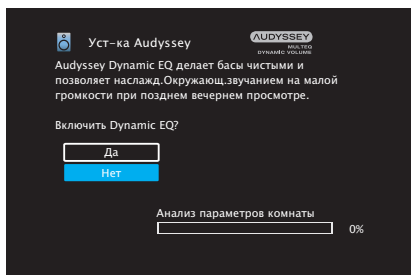 Уст-ка Audyssey
AUDYSSEY
MULTEQ
DYNAMIC VOLUME
Audyssey Dynamic EQ делает басы чистыми и
позволяет наслажд.Окружающ.звучанием на малой
громкости при позднем вечернем просмотре.
Включить Dynamic EQ?
Да
Нет
Анализ параметров комнаты
0%